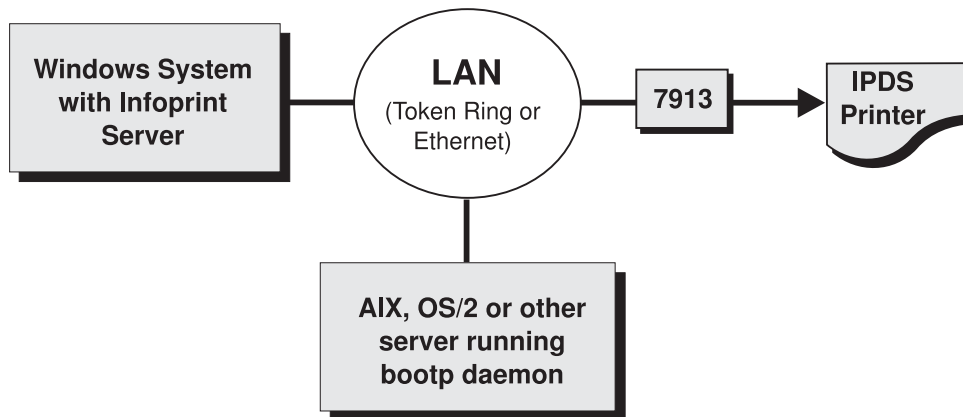 Windows System
with Infoprint
Server
LAN
(Token Ring or
Ethernet)
7913
IPDS
Printer
AIX, OS/2 or other
server running
bootp daemon